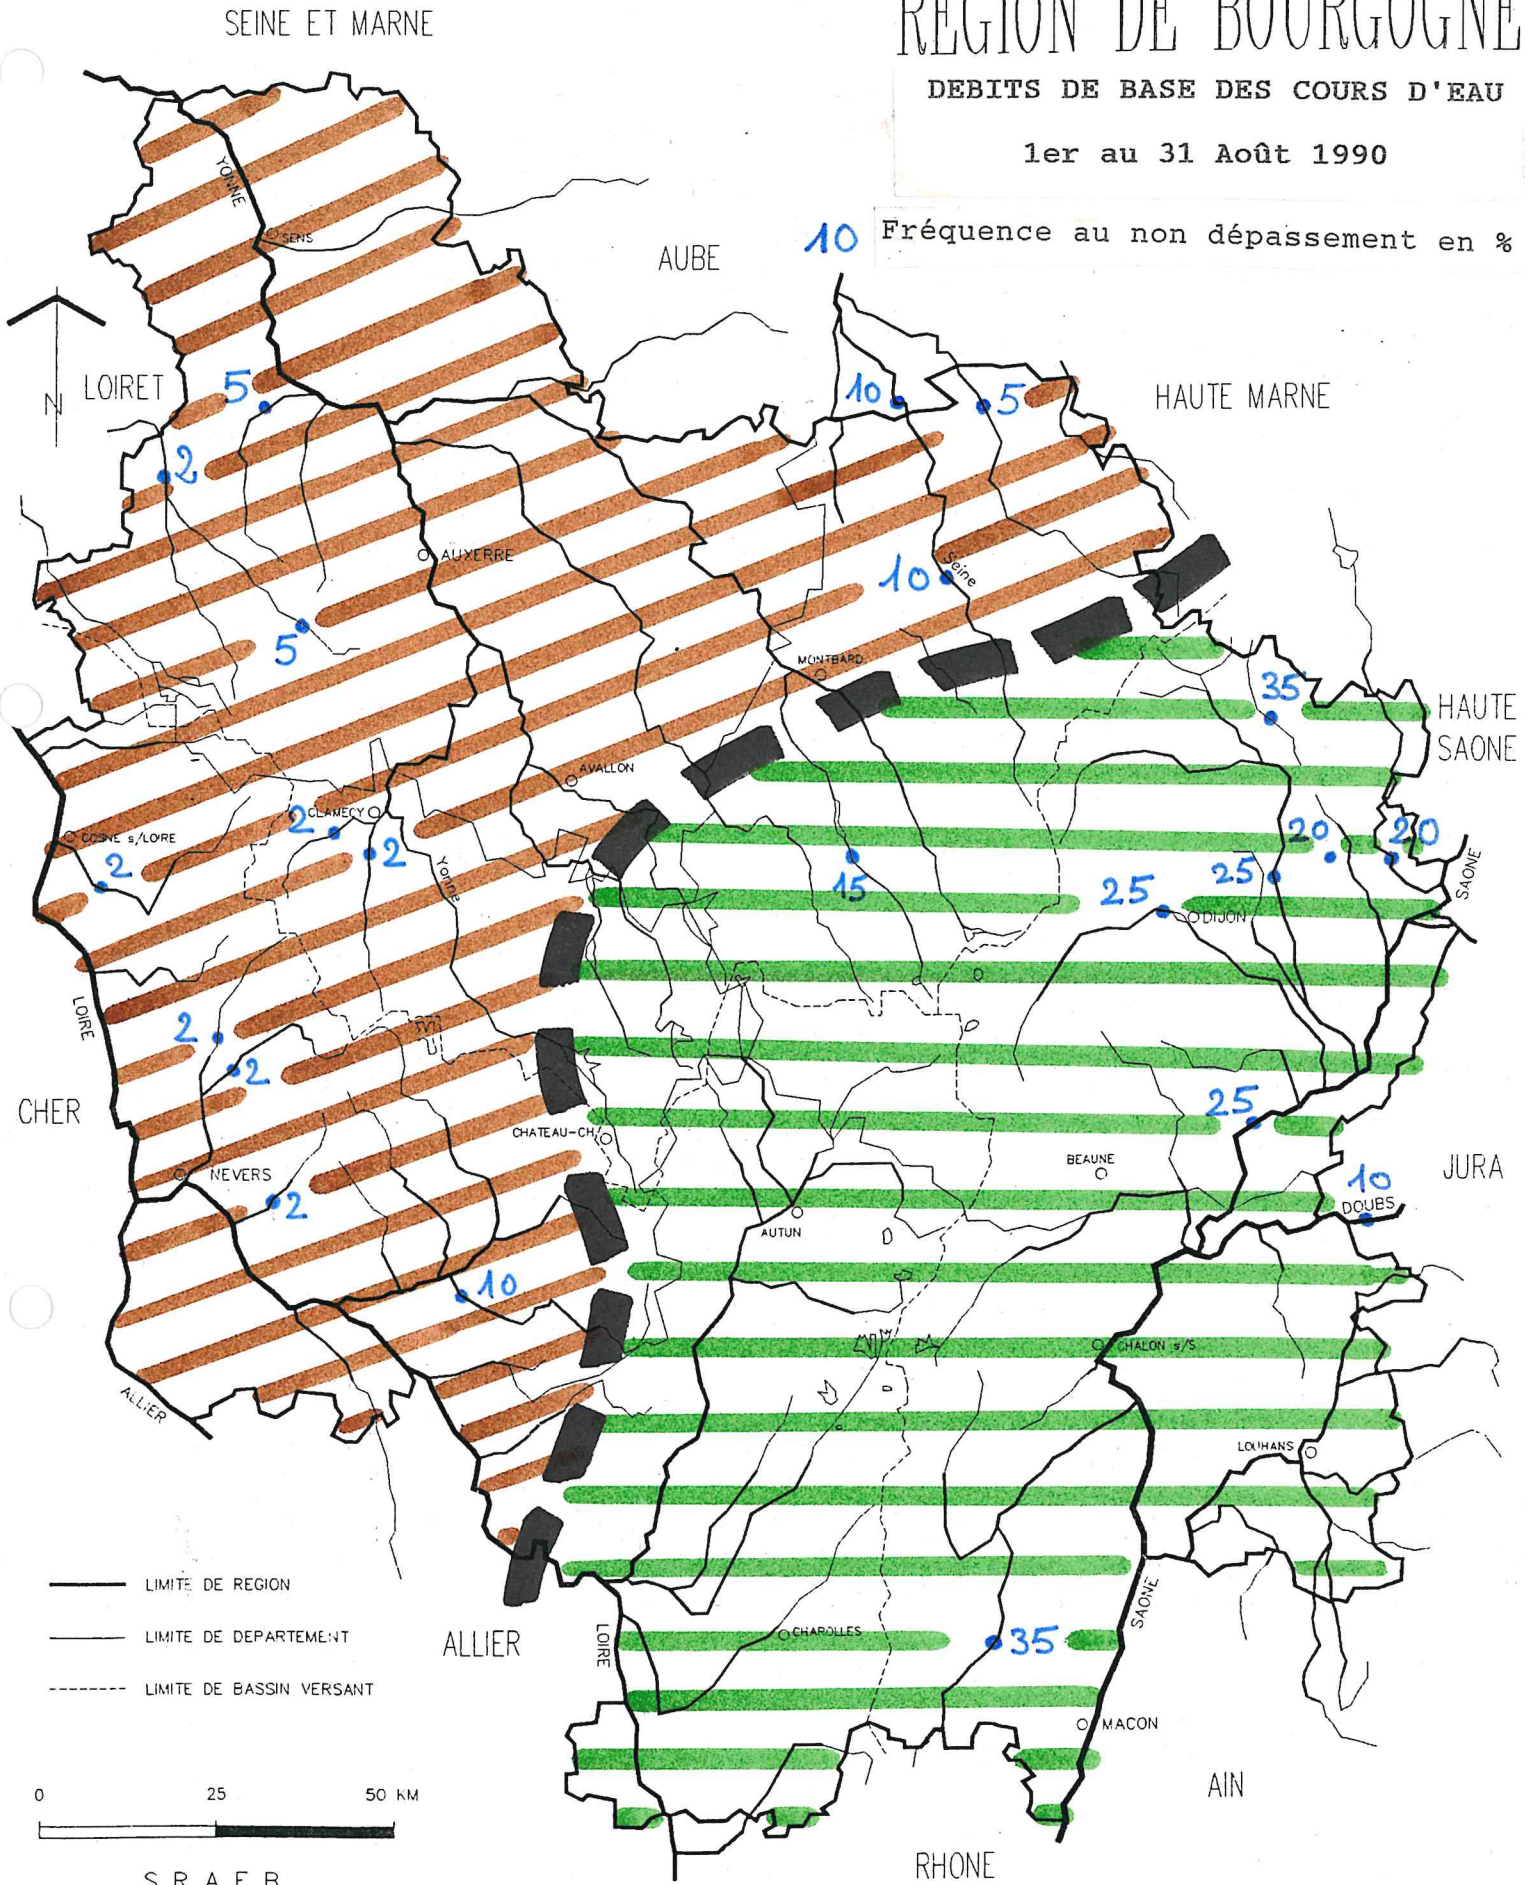 SEINE ET MARNE
REGION DE BOURGOGNE
DEBITS DE BASE DES COURS D'EAU
1er au 31 Août 1990
10 Fréquence au non dépassement en %
YONNE
SENS
AUBE
N
LOIRET
5
10
5
HAUTE MARNE
2
AUXERRE
10
Seine
5
MONTBARD
35
HAUTE
SAONE
AVALLON
COSNE s/LOIRE
2
CLAMECY
2
2
Yonne
15
20
20
25
25
SAONE
DIJON
LOIRE
2
2
CHER
25
CHATEAU-CH
BEAUNE
JURA
NEVERS
2
10
DOUBS
AUTUN
10
CHALON s/S
ALLIER
LOUHANS
LIMITE DE REGION
LIMITE DE DEPARTEMENT
LIMITE DE BASSIN VERSANT
ALLIER
LOIRE
CHAROLLES
35
SAONE
MACON
0 25 50 KM
AIN
RHONE
S R A E B